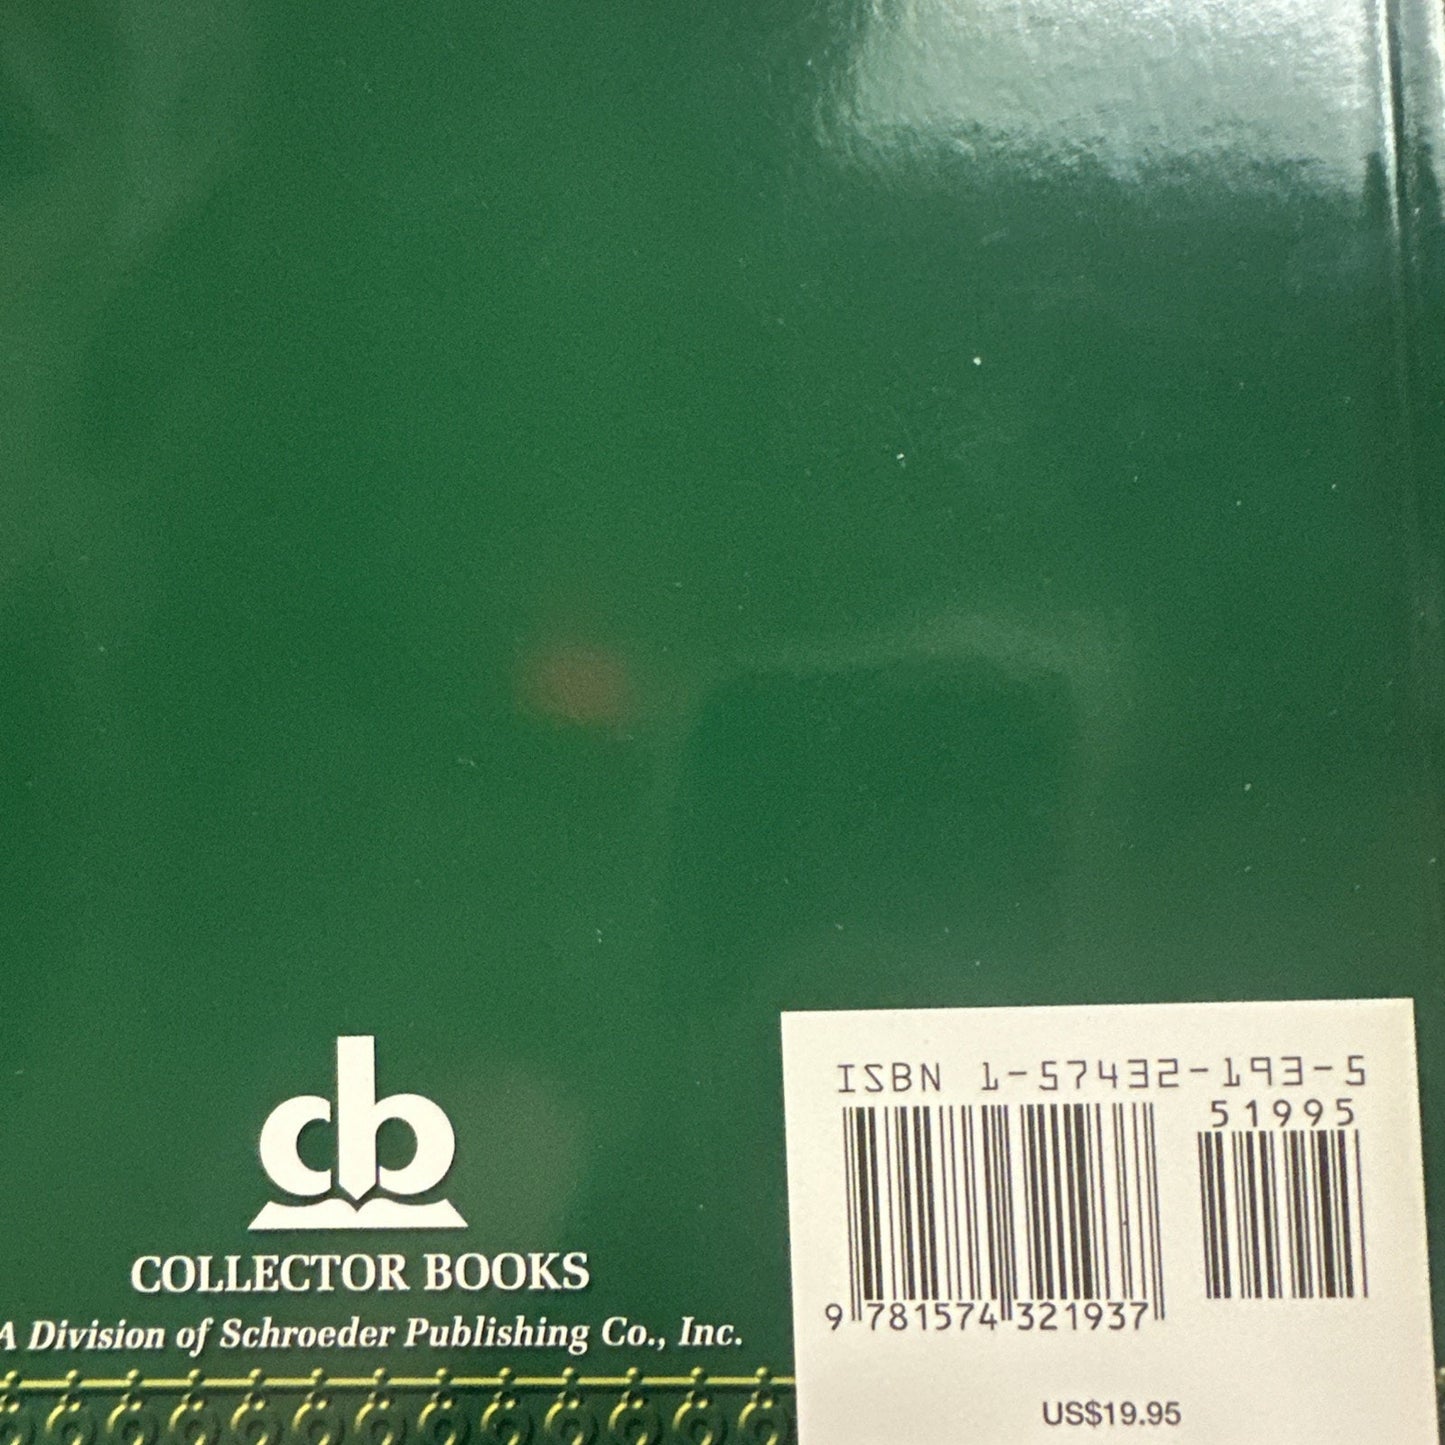 cb
COLLECTOR BOOKS
A Division of Schroeder Publishing Co., Inc.
ISBN 1-57432-193-5
51995
9 781574 321937
US$19.95